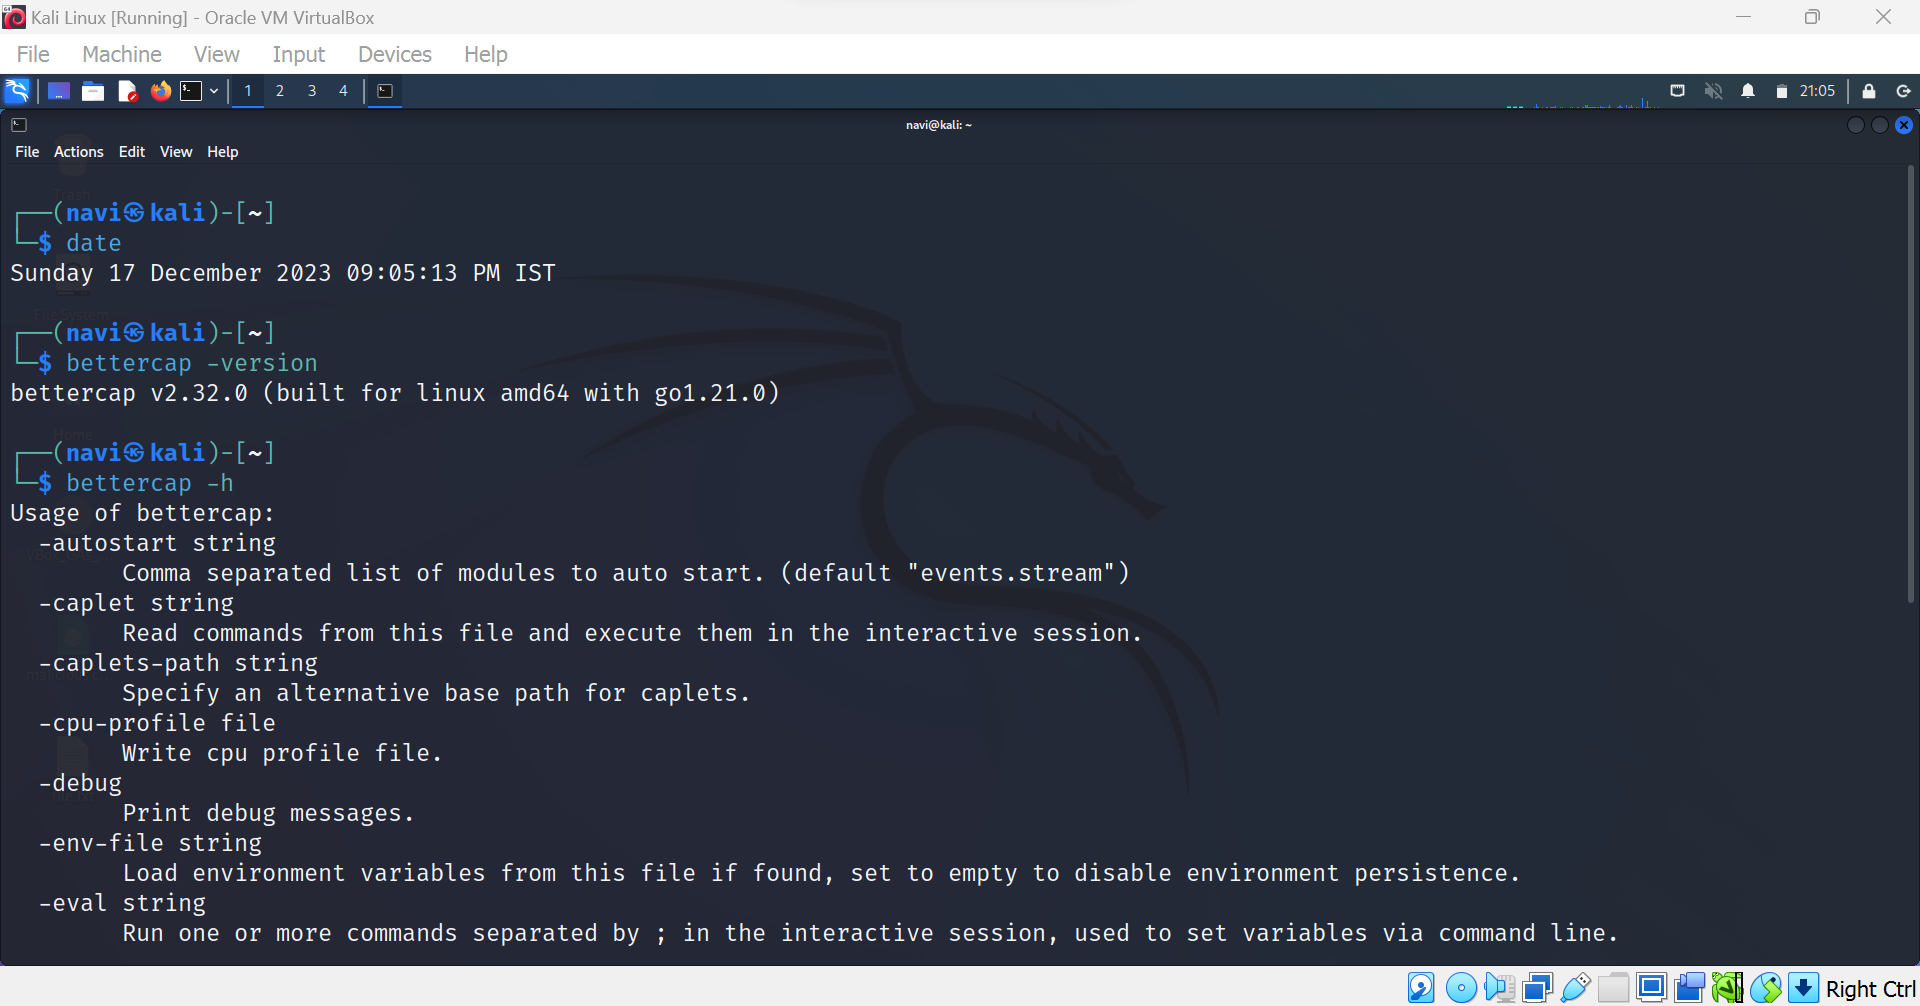 Kali Linux [Running] - Oracle VM VirtualBox
File Machine View Input Devices Help
1 2 3 4 21:05
navi@kali: ~
File Actions Edit View Help
┌──(navi㉿kali)-[~]
└─$ date
Sunday 17 December 2023 09:05:13 PM IST
┌──(navi㉿kali)-[~]
└─$ bettercap -version
bettercap v2.32.0 (built for linux amd64 with go1.21.0)
┌──(navi㉿kali)-[~]
└─$ bettercap -h
Usage of bettercap:
-autostart string
Comma separated list of modules to auto start. (default "events.stream")
-caplet string
Read commands from this file and execute them in the interactive session.
-caplets-path string
Specify an alternative base path for caplets.
-cpu-profile file
Write cpu profile file.
-debug
Print debug messages.
-env-file string
Load environment variables from this file if found, set to empty to disable environment persistence.
-eval string
Run one or more commands separated by ; in the interactive session, used to set variables via command line.
Right Ctrl